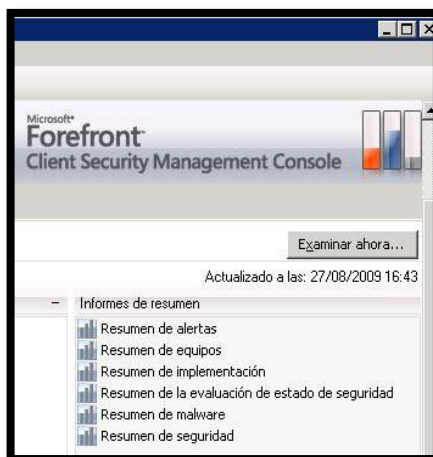 Microsoft®
Forefront™
Client Security Management Console
Examinar ahora...
Actualizado a las: 27/08/2009 16:43
Informes de resumen
Resumen de alertas
Resumen de equipos
Resumen de implementación
Resumen de la evaluación de estado de seguridad
Resumen de malware
Resumen de seguridad